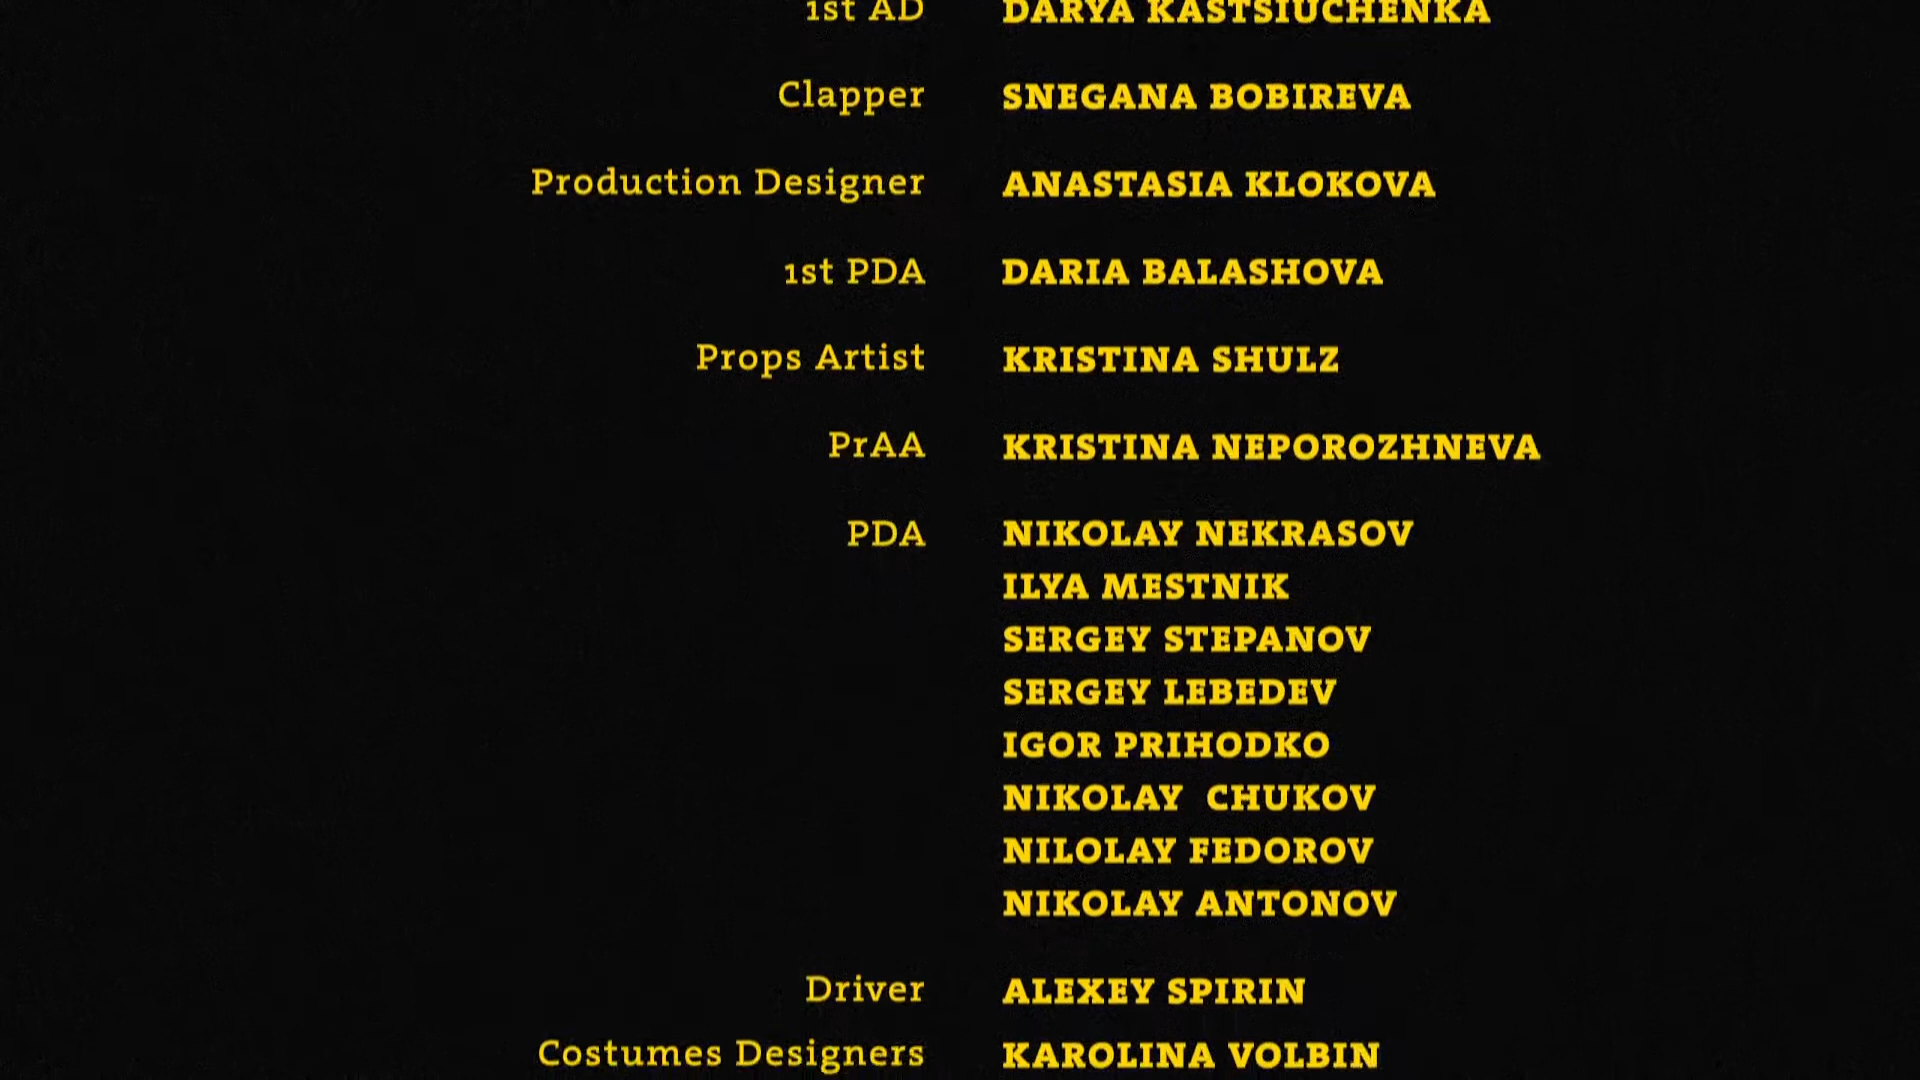 1st AD DARYA KASTSIUCHENKA
Clapper SNEGANA BOBIREVA
Production Designer ANASTASIA KLOKOVA
1st PDA DARIA BALASHOVA
Props Artist KRISTINA SHULZ
PrAA KRISTINA NEPOROZHNEVA
PDA NIKOLAY NEKRASOV
ILYA MESTNIK
SERGEY STEPANOV
SERGEY LEBEDEV
IGOR PRIHODKO
NIKOLAY  CHUKOV
NILOLAY FEDOROV
NIKOLAY ANTONOV
Driver ALEXEY SPIRIN
Costumes Designers KAROLINA VOLBIN